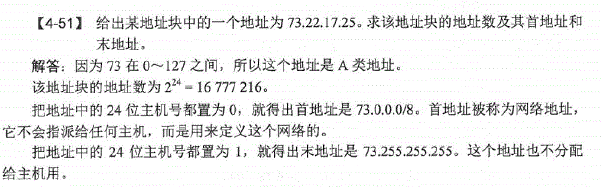 【4-51】 给出某地址块中的一个地址为 73.22.17.25。求该地址块的地址数及其首地址和
末地址。
解答：因为 73 在 0～127 之间，所以这个地址是 A 类地址。
该地址块的地址数为 2²⁴ = 16 777 216。
把地址中的 24 位主机号都置为 0，就得出首地址是 73.0.0.0/8。首地址被称为网络地址，
它不会指派给任何主机，而是用来定义这个网络的。
把地址中的 24 位主机号都置为 1，就得出末地址是 73.255.255.255。这个地址也不分配
给主机用。